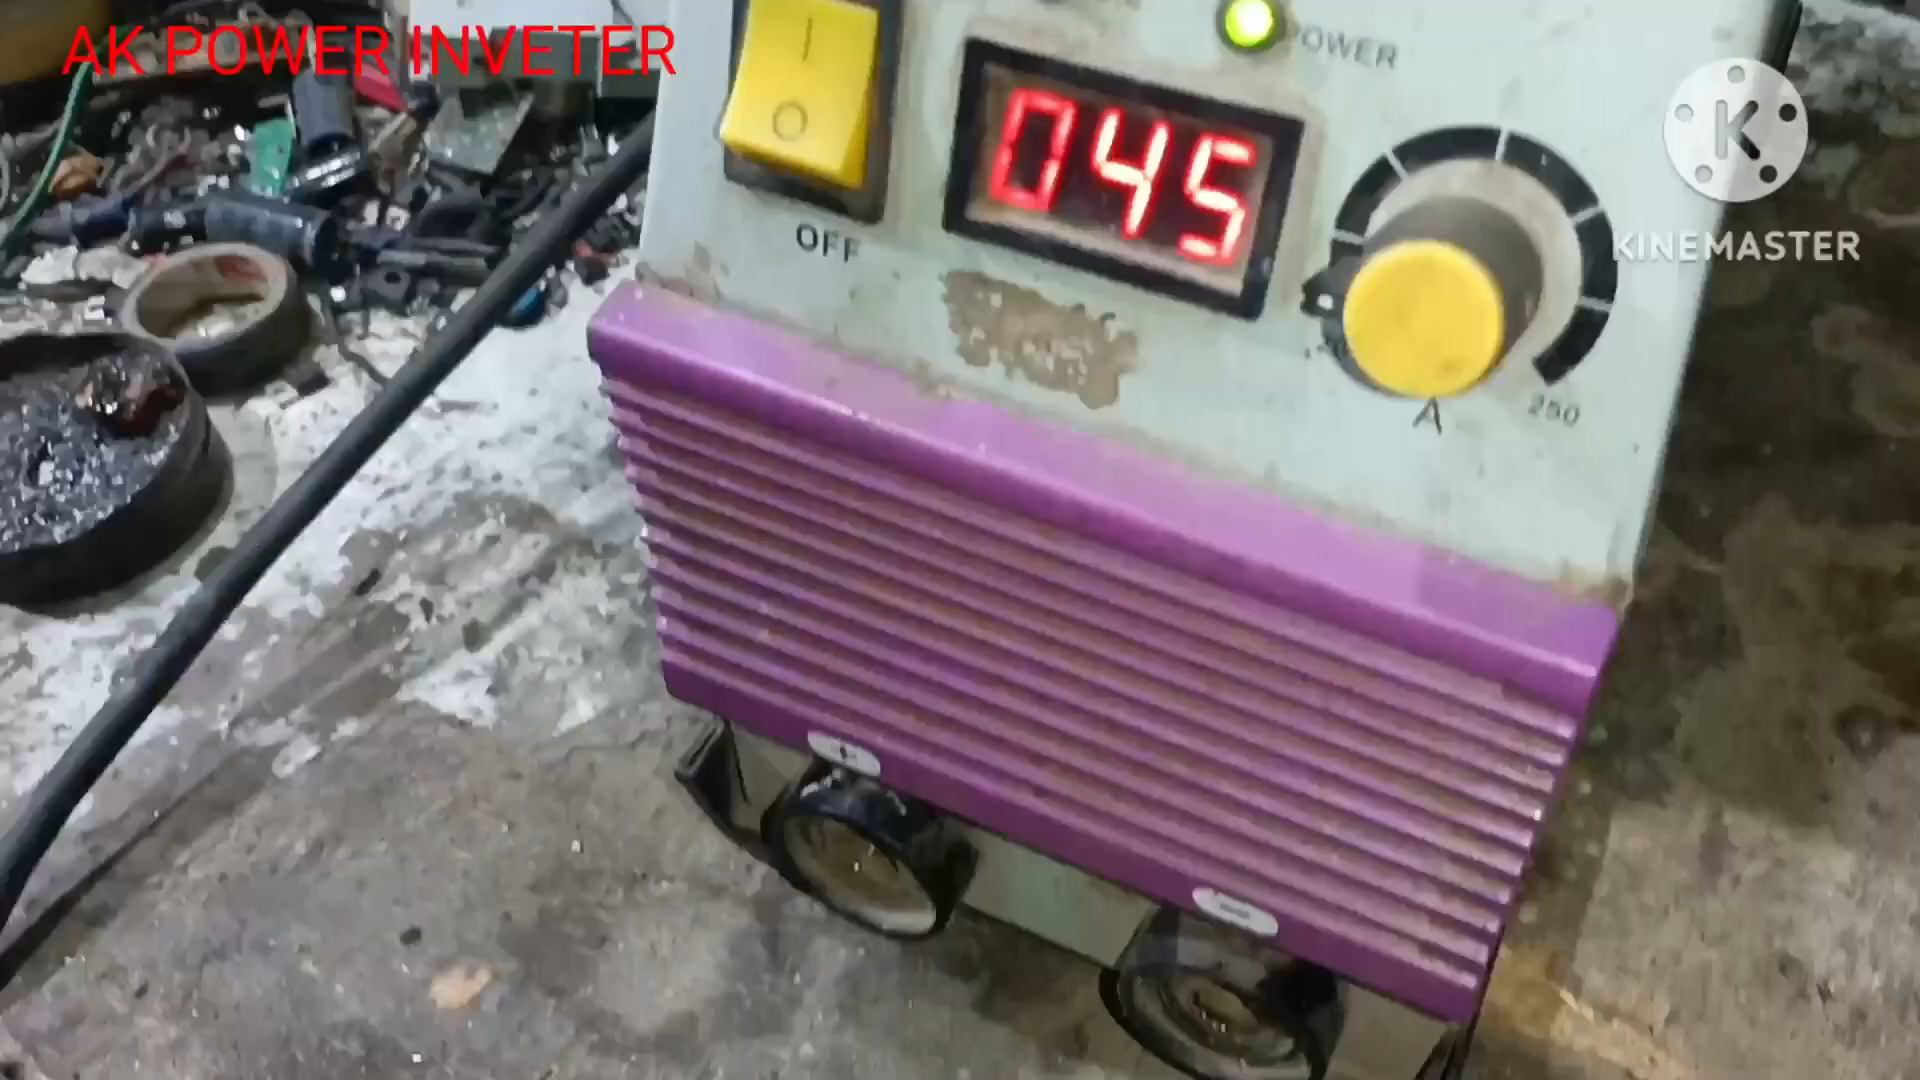 AK POWER INVETER
POWER
045
K
KINEMASTER
OFF
A
250
+
-